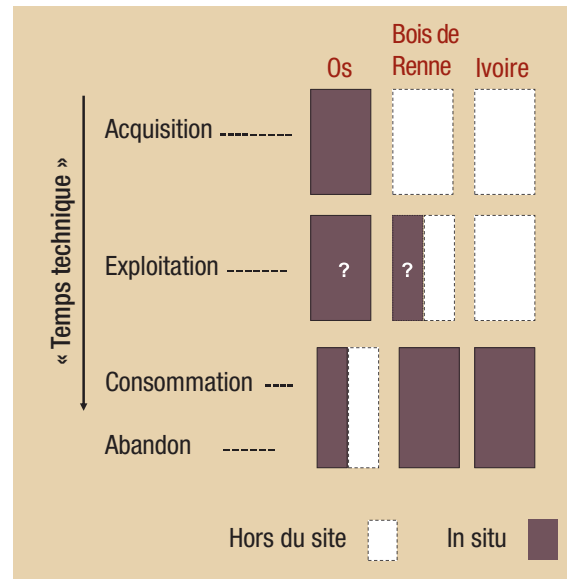 Os
Bois de
Renne
Ivoire
« Temps technique »
Acquisition
Exploitation
?
?
Consommation
Abandon
Hors du site
In situ